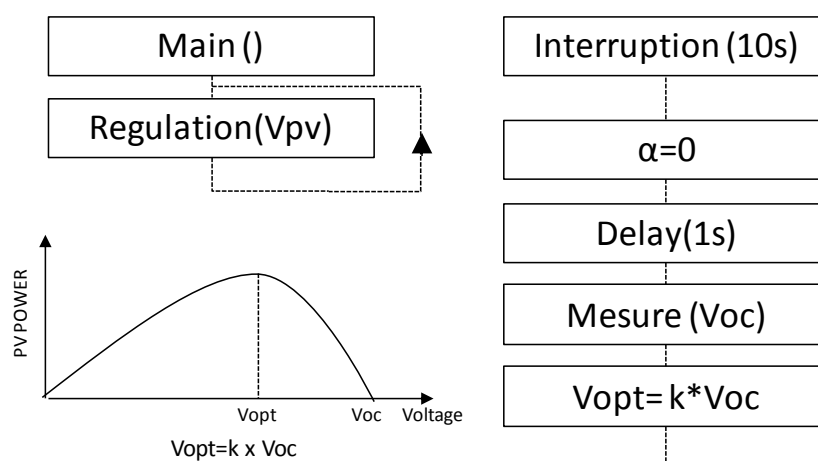 Main ()
Regulation(Vpv)
PV POWER
Vopt
Voc
Voltage
Vopt=k x Voc
Interruption (10s)
α=0
Delay(1s)
Mesure (Voc)
Vopt= k*Voc